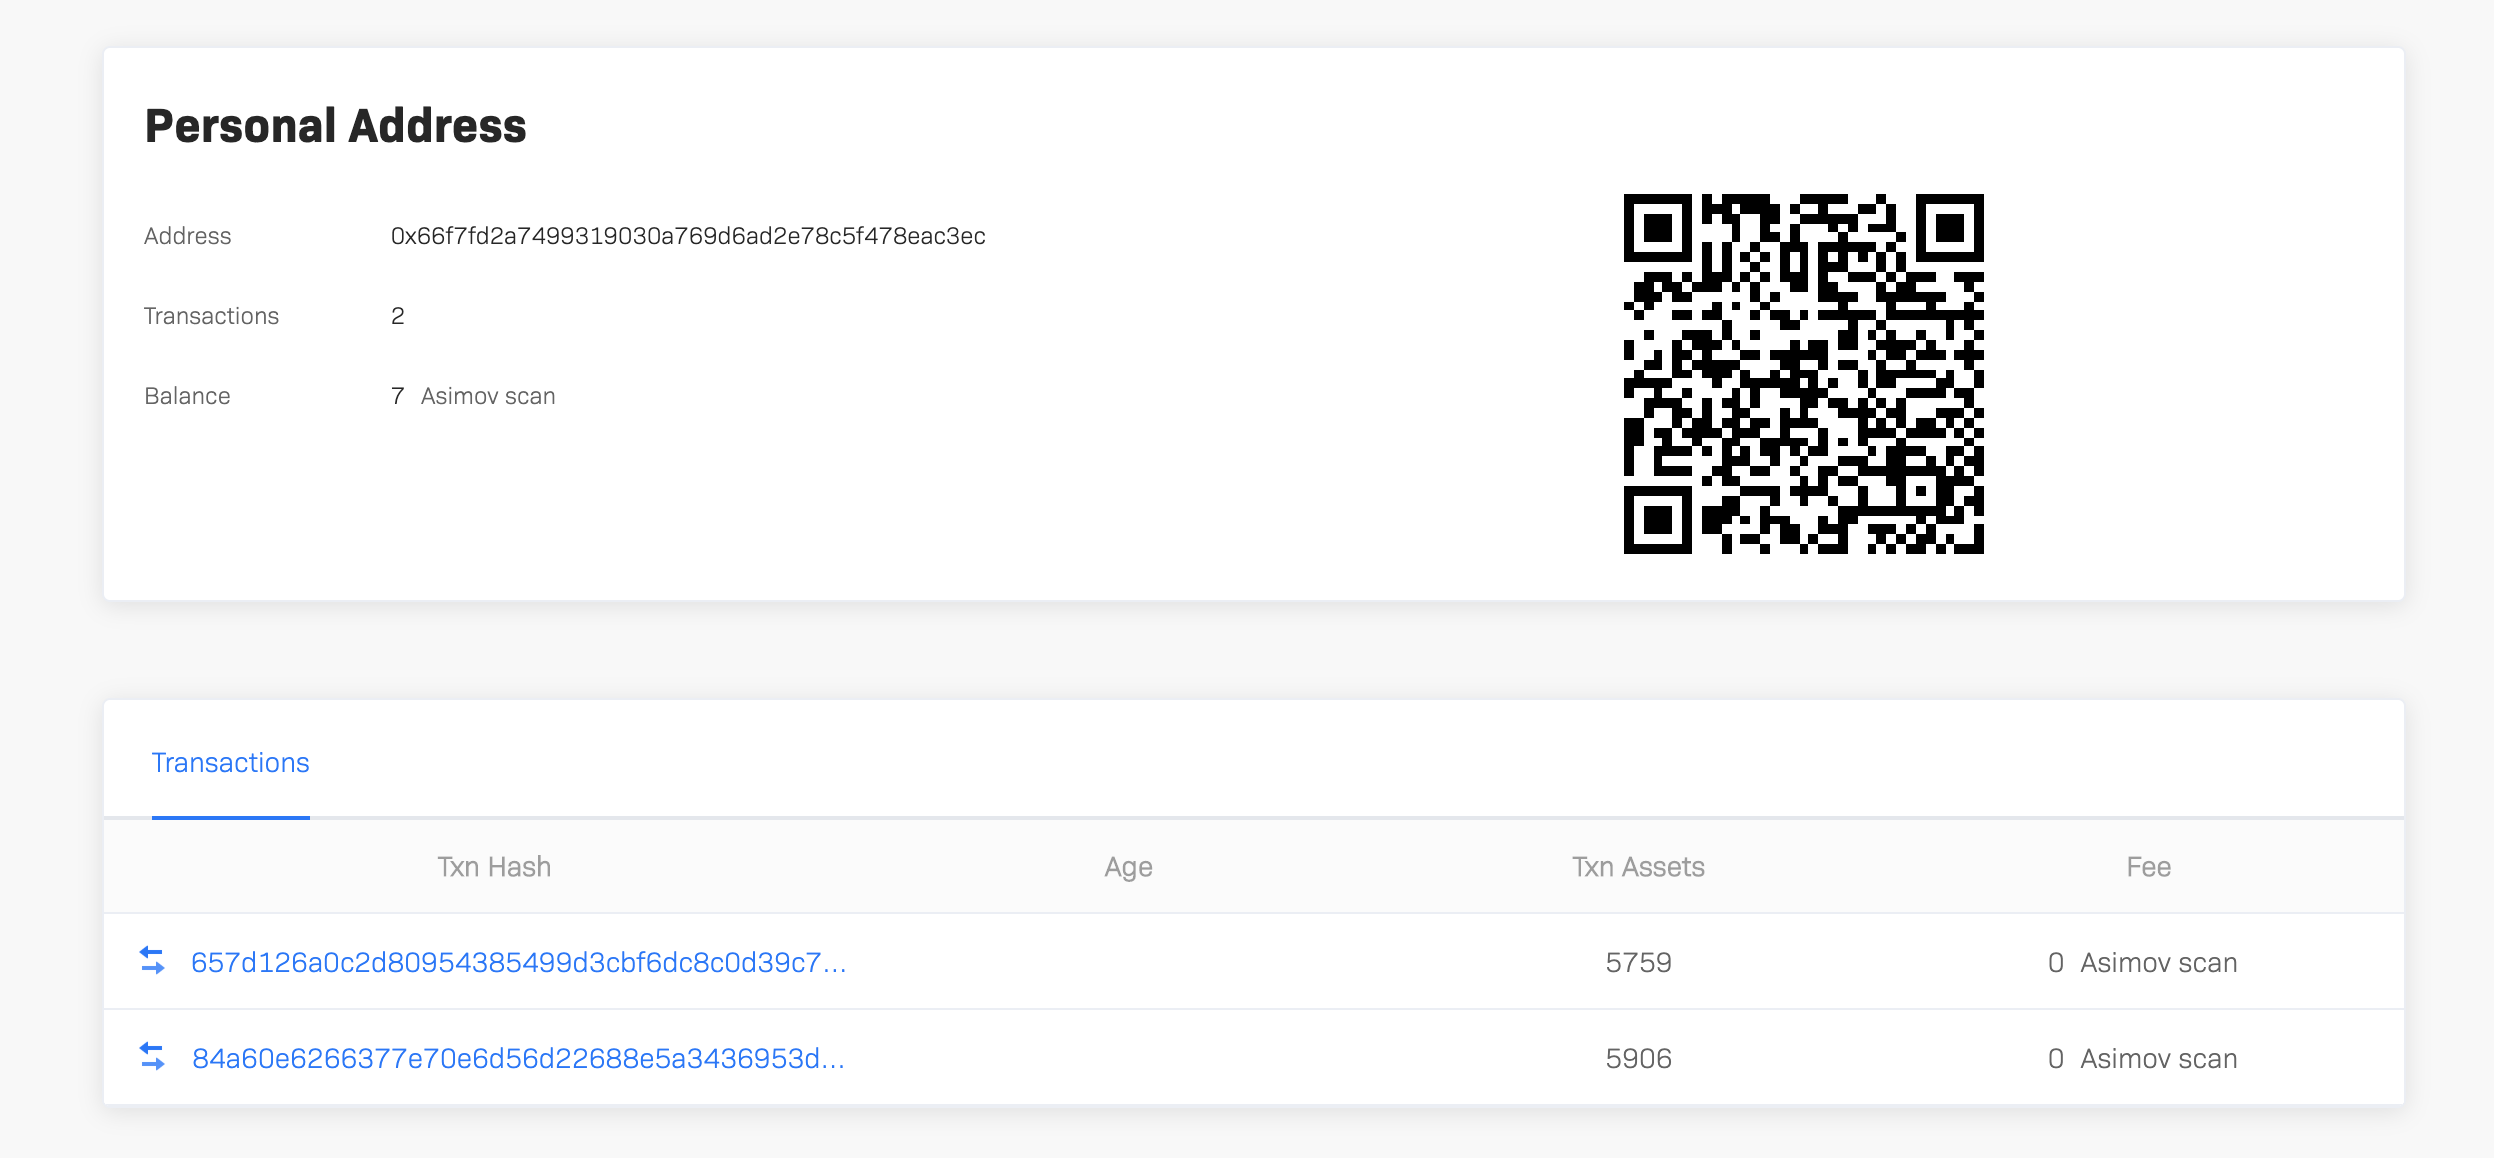 Personal Address
Address 0x66f7fd2a7499319030a769d6ad2e78c5f478eac3ec
Transactions 2
Balance 7 Asimov scan
Transactions
Txn Hash Age Txn Assets Fee
657d126a0c2d80954385499d3cbf6dc8c0d39c7... 5759 0 Asimov scan
84a60e6266377e70e6d56d22688e5a3436953d... 5906 0 Asimov scan